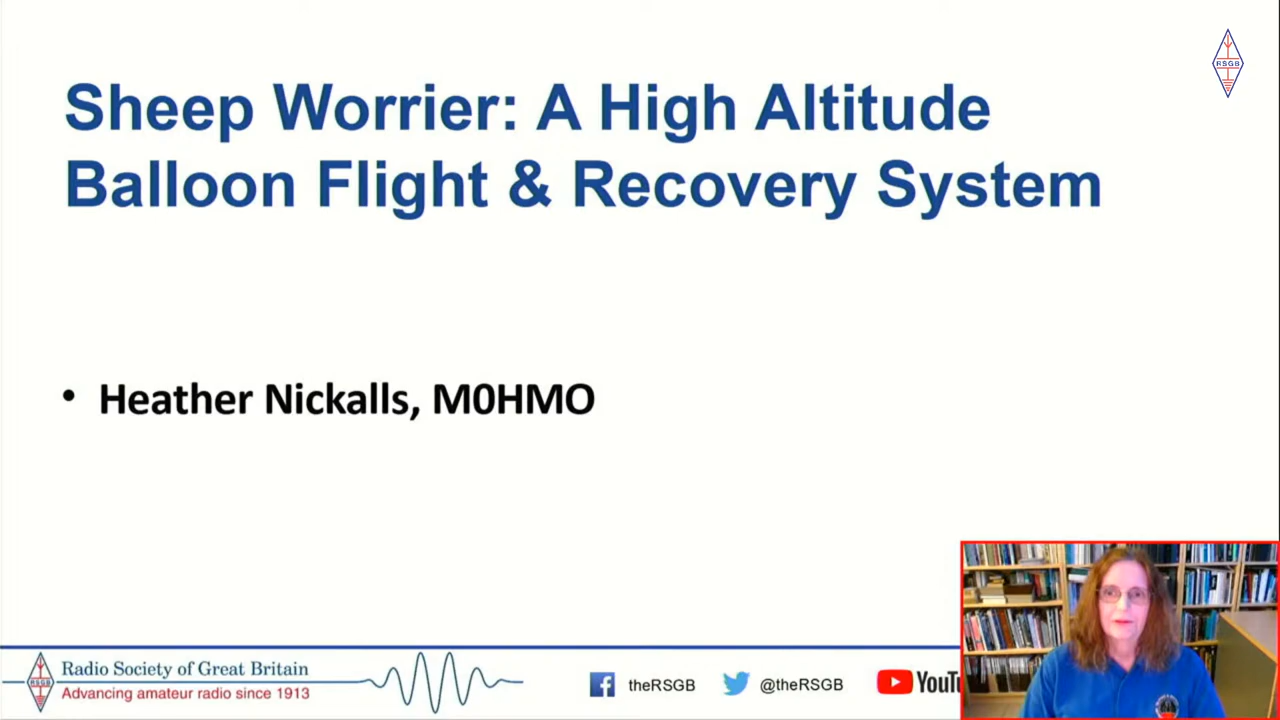 RSGB
Sheep Worrier: A High Altitude
Balloon Flight & Recovery System
• Heather Nickalls, M0HMO
RSGB
Radio Society of Great Britain
Advancing amateur radio since 1913
theRSGB
@theRSGB